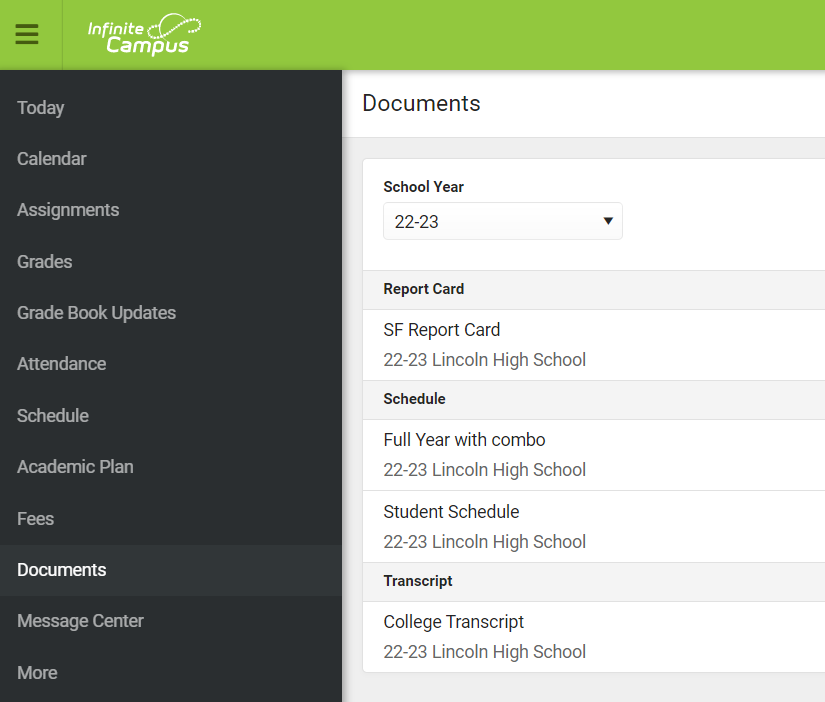 Infinite
Campus
Today
Calendar
Assignments
Grades
Grade Book Updates
Attendance
Schedule
Academic Plan
Fees
Documents
Message Center
More
Documents
School Year
22-23
Report Card
SF Report Card
22-23 Lincoln High School
Schedule
Full Year with combo
22-23 Lincoln High School
Student Schedule
22-23 Lincoln High School
Transcript
College Transcript
22-23 Lincoln High School